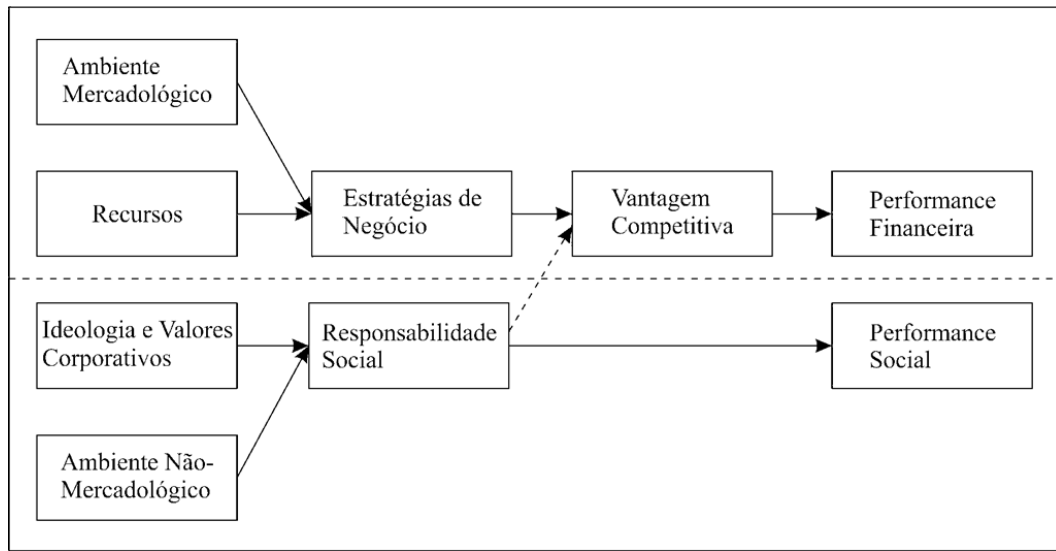 Ambiente
Mercadológico
Recursos
Estratégias de
Negócio
Vantagem
Competitiva
Performance
Financeira
Ideologia e Valores
Corporativos
Responsabilidade
Social
Performance
Social
Ambiente Não-
Mercadológico